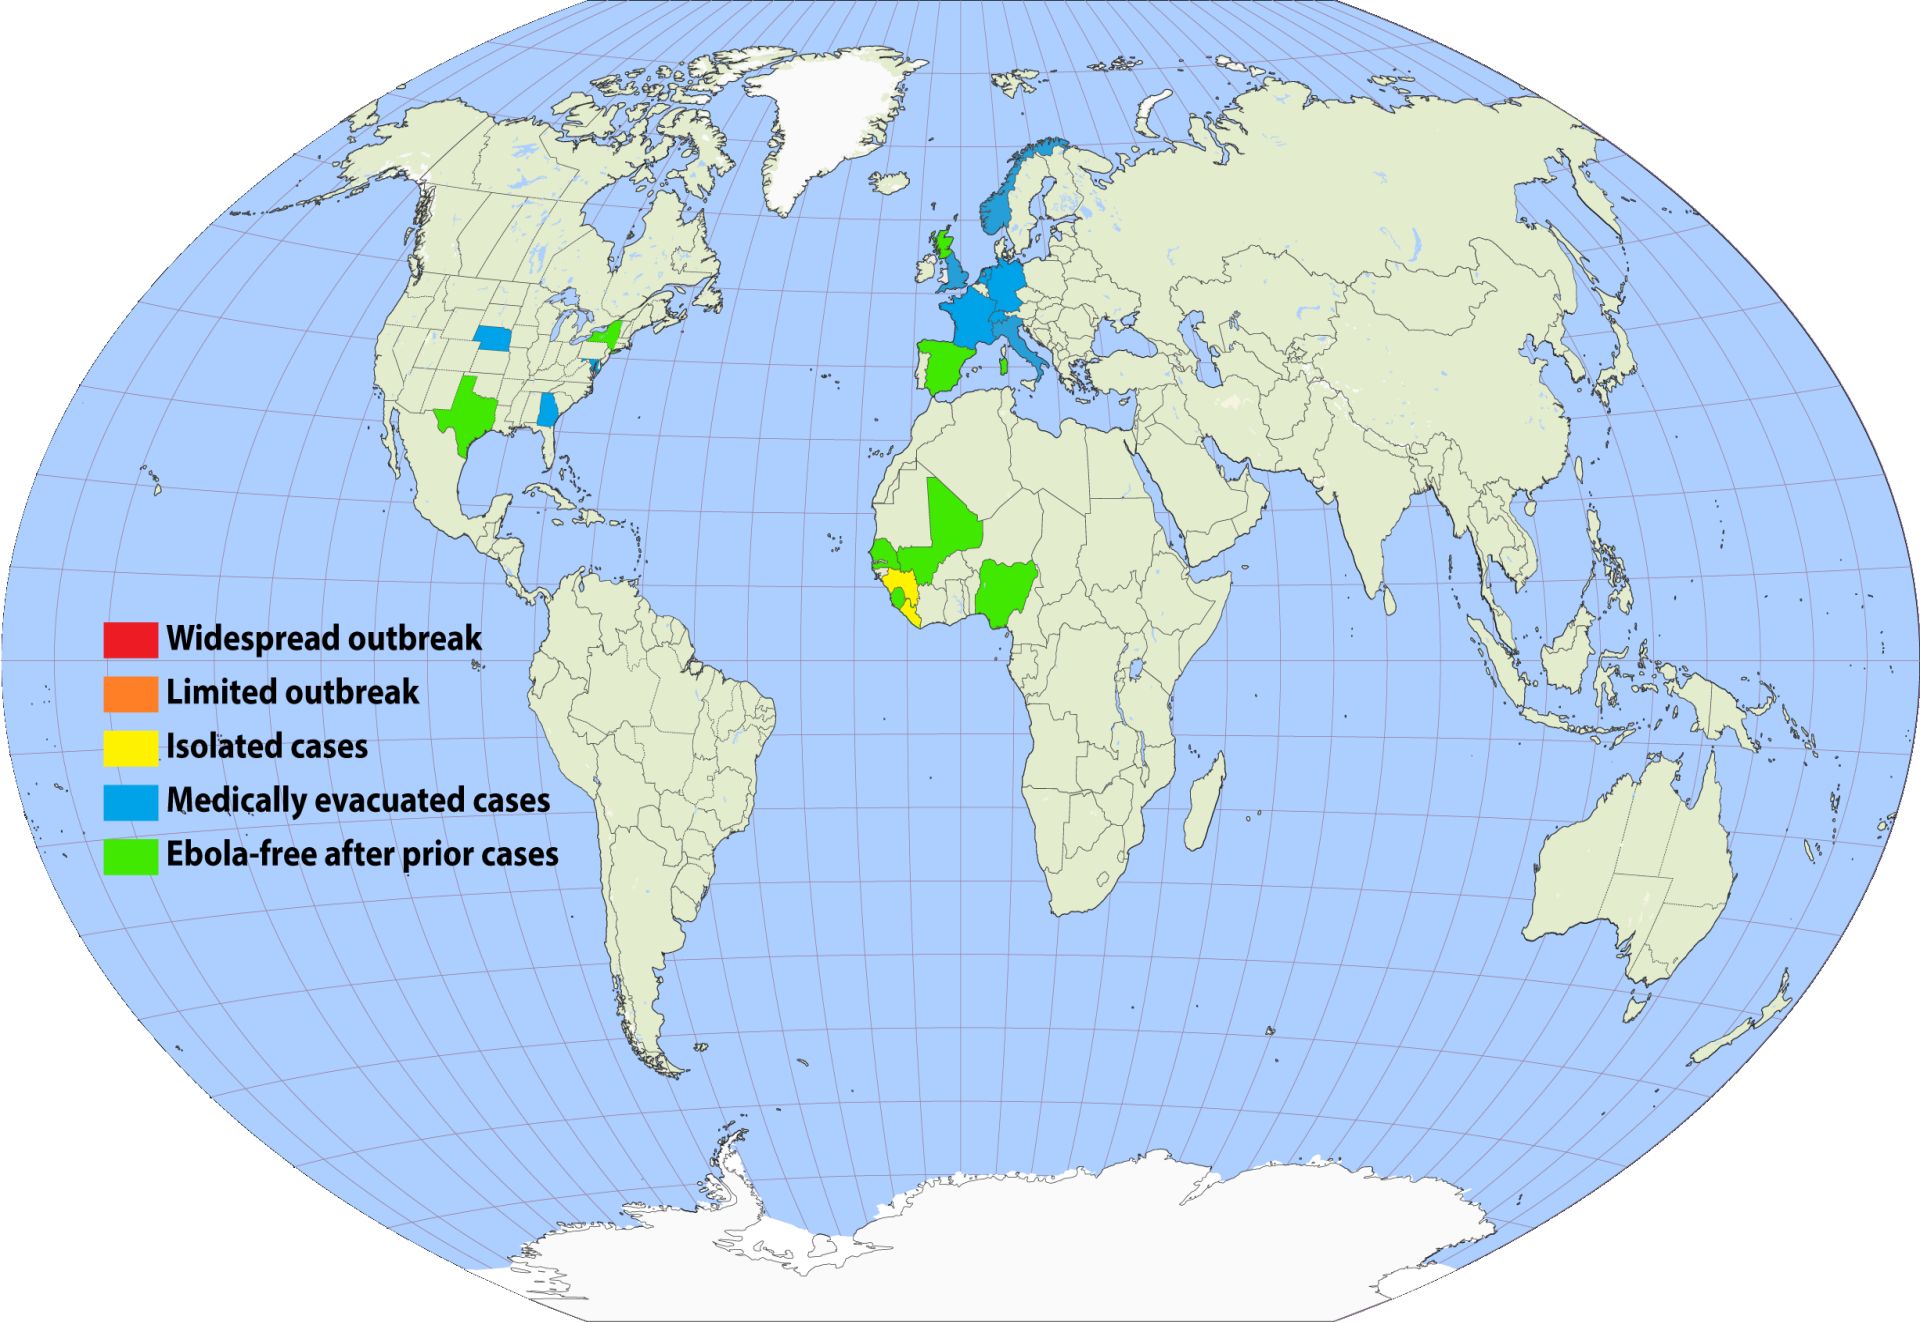 Widespread outbreak
Limited outbreak
Isolated cases
Medically evacuated cases
Ebola-free after prior cases